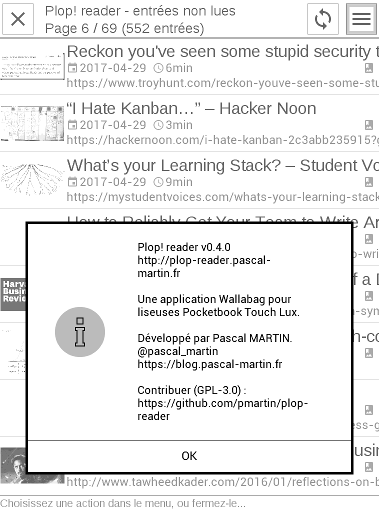 Plop! reader - entrées non lues
Page 6 / 69 (552 entrées)
Reckon you've seen some stupid security t
2017-04-29 6min
https://www.troyhunt.com/reckon-youve-seen-some-stu
“I Hate Kanban…” – Hacker Noon
2017-04-29 3min
https://hackernoon.com/i-hate-kanban-2c3abb235915?g
What's your Learning Stack? – Student Vo
2017-04-29 9min
https://mystudentvoices.com/whats-your-learning-stack
How to Reliably Get Your Team to Write Ar
Plop! reader v0.4.0
http://plop-reader.pascal-
martin.fr
Une application Wallabag pour
liseuses Pocketbook Touch Lux.
Développé par Pascal MARTIN.
@pascal_martin
https://blog.pascal-martin.fr
Contribuer (GPL-3.0) :
https://github.com/pmartin/plop-
reader
OK
http://www.tawheedkader.com/2016/01/reflections-on-b
Choisissez une action dans le menu, ou fermez-le...